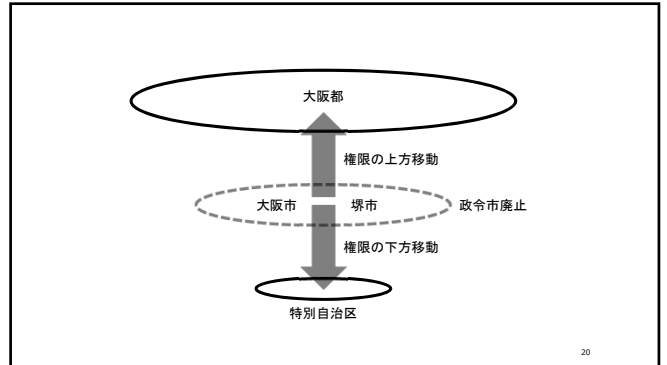 大阪都
権限の上方移動
大阪市 堺市 政令市廃止
権限の下方移動
特別自治区
20